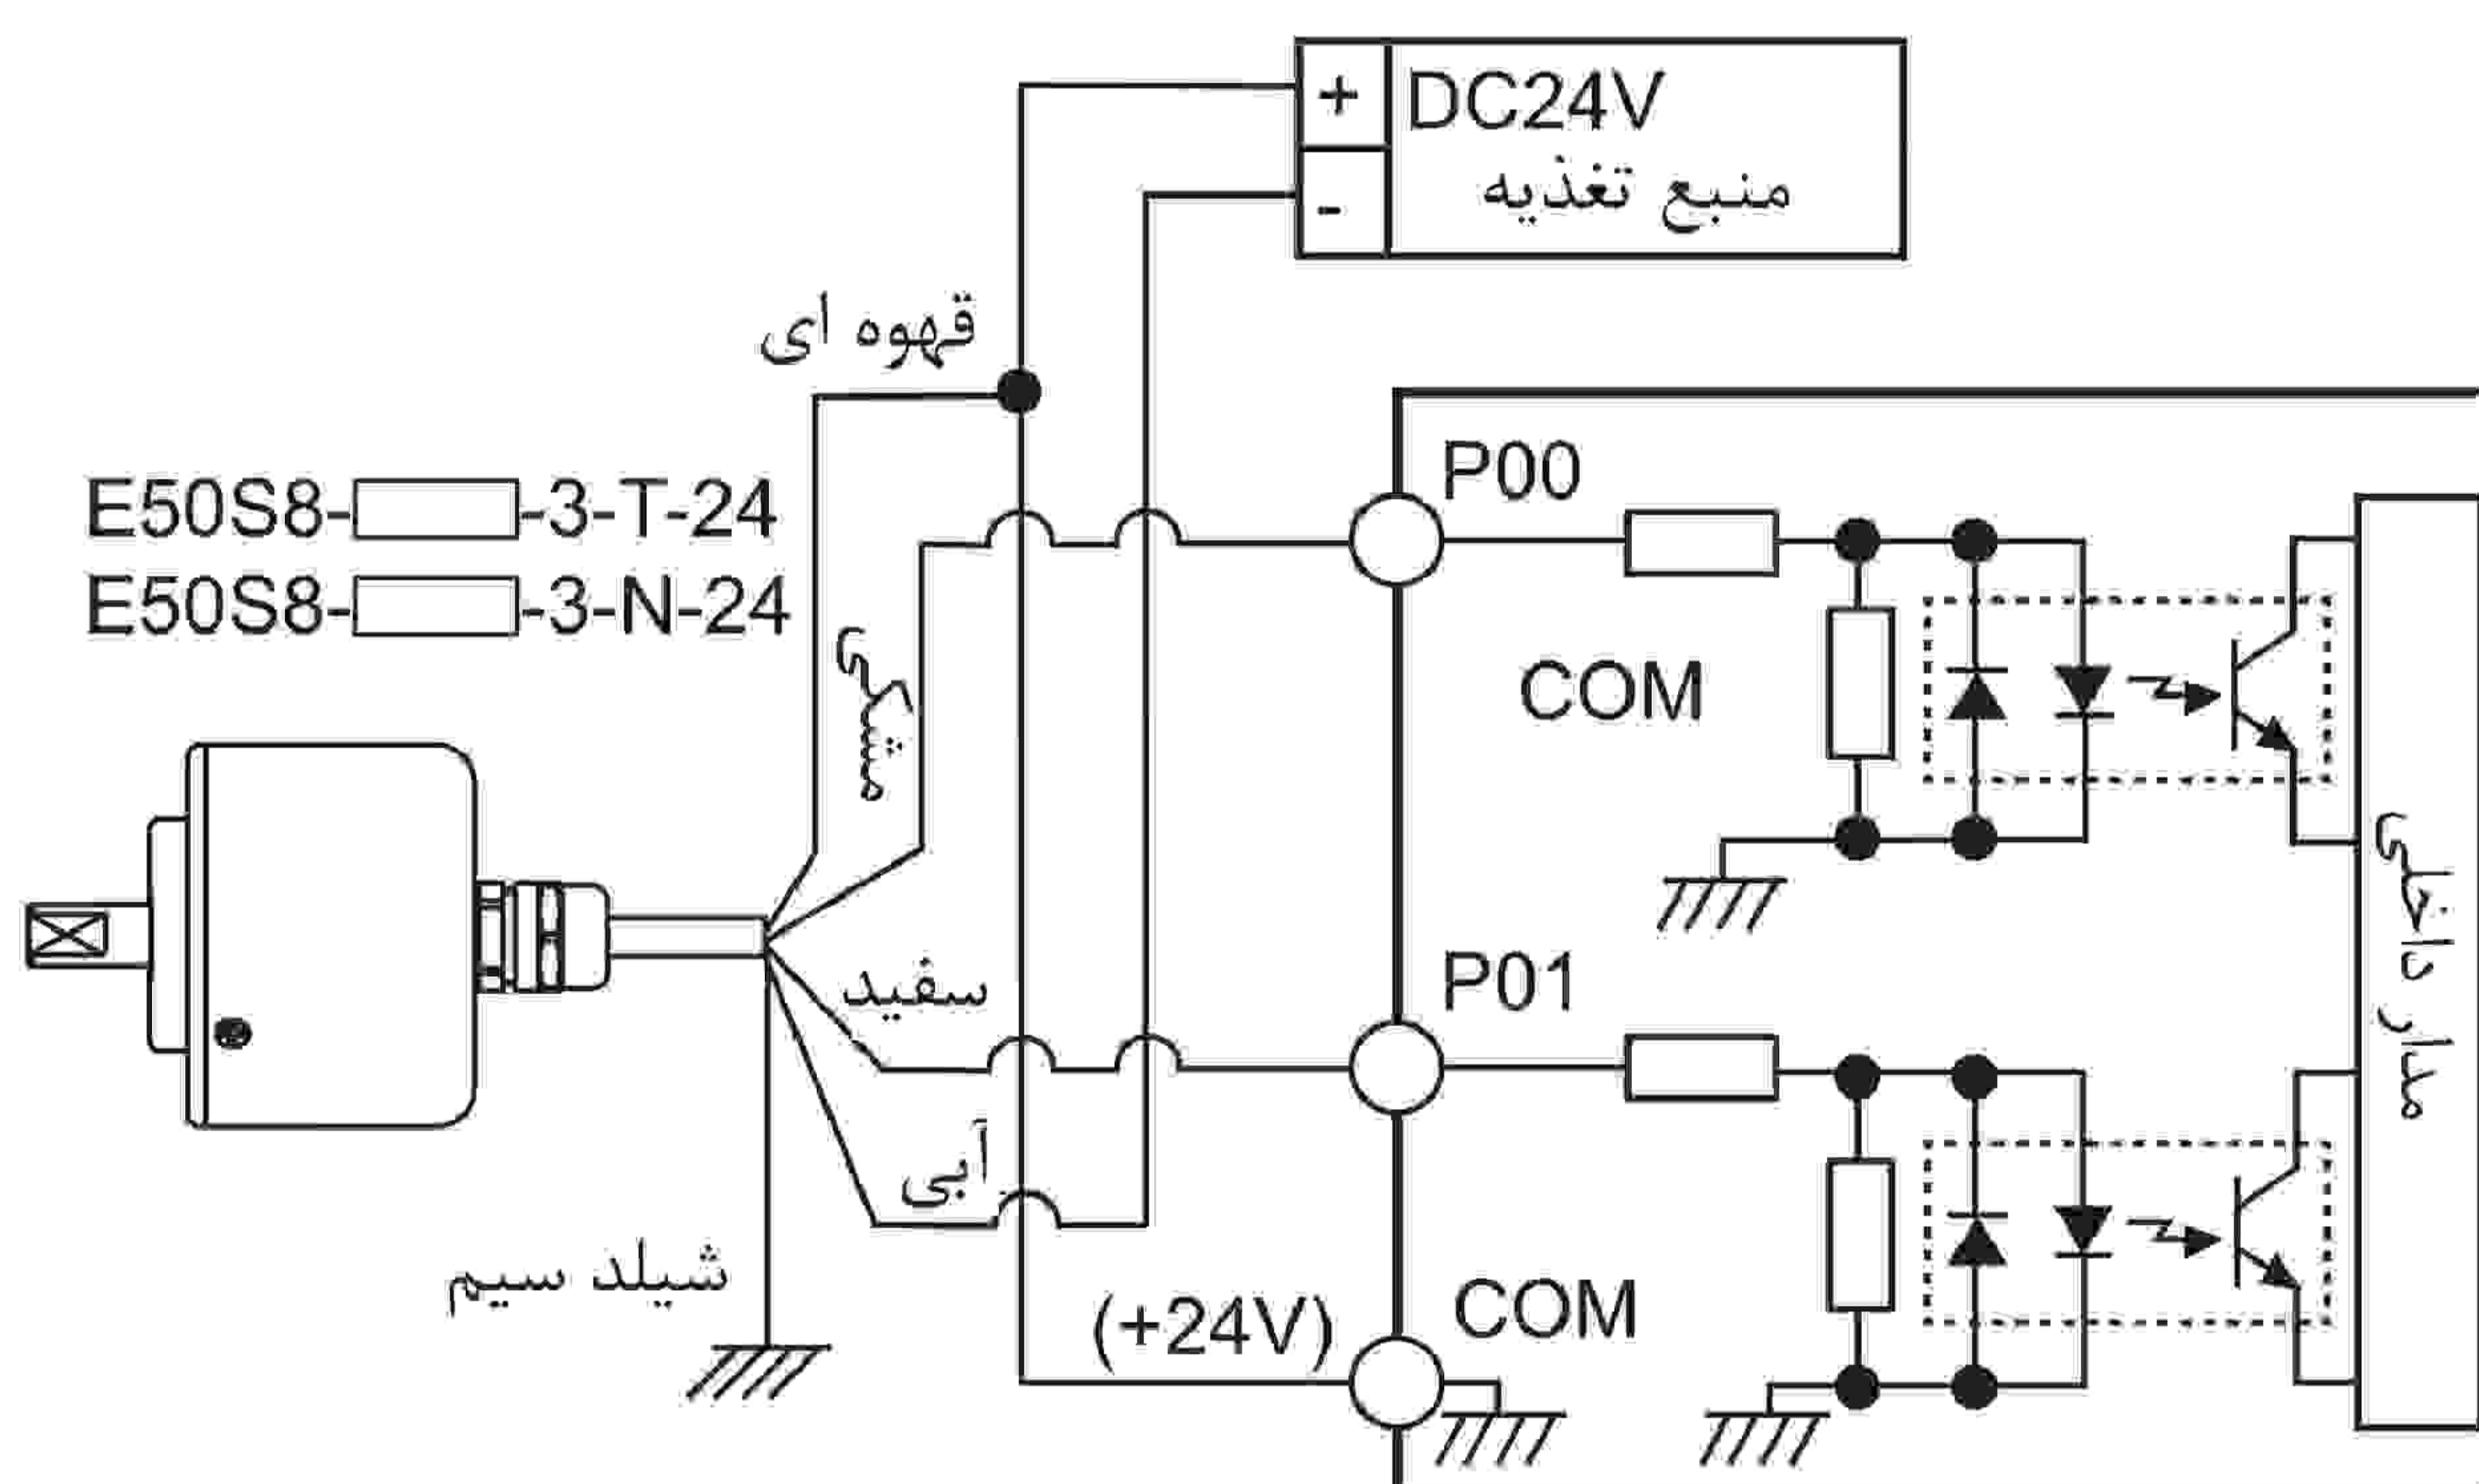 + DC24V
- منبع تغذیه
قهوه ای
P00
E50S8- -3-T-24
E50S8- -3-N-24
مشکی
COM
سفید
P01
مدار داخلی
آبی
شیلد سیم
(+24V) COM